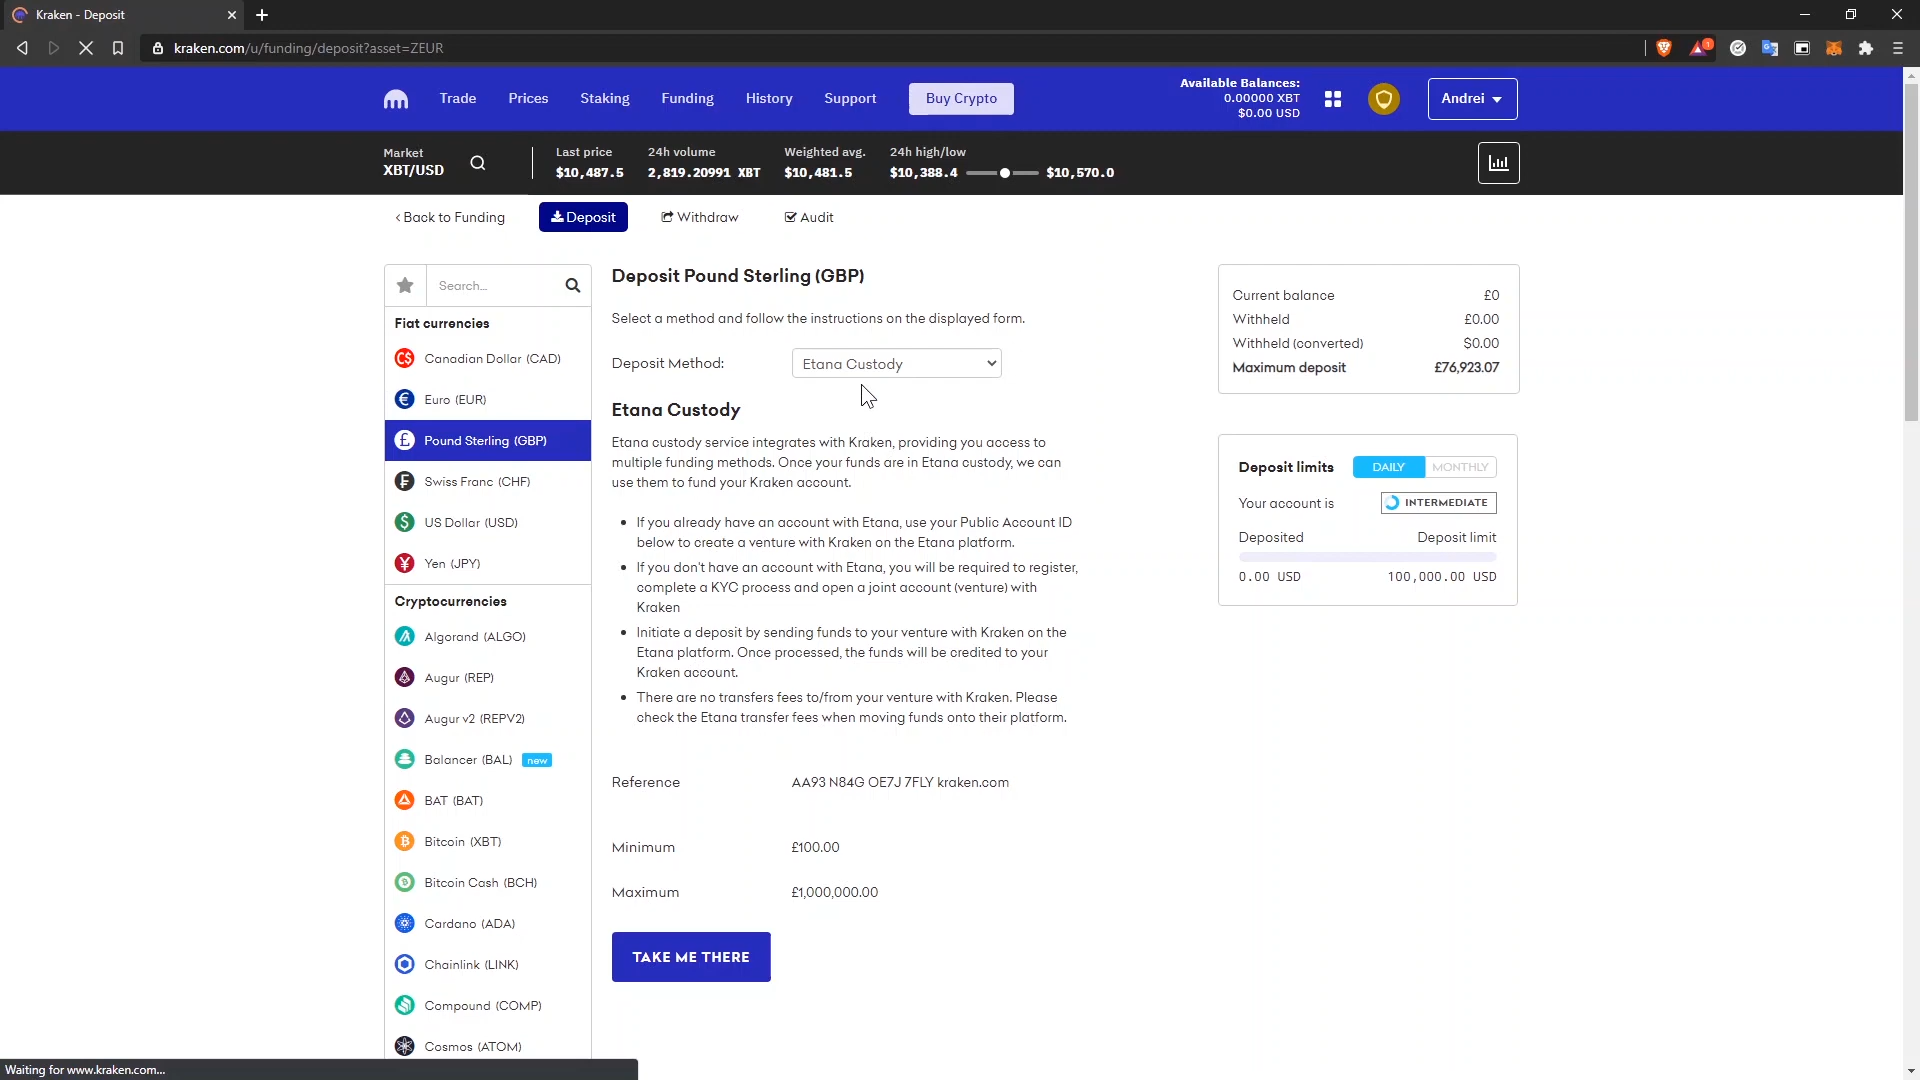 Kraken - Deposit
kraken.com/u/funding/deposit?asset=ZEUR
1
Trade
Prices
Staking
Funding
History
Support
Buy Crypto
Available Balances:
0.00000 XBT
$0.00 USD
Andrei
Market
XBT/USD
Last price
$10,487.5
24h volume
2,819.20991 XBT
Weighted avg.
$10,481.5
24h high/low
$10,388.4
$10,570.0
‹ Back to Funding
Deposit
Withdraw
Audit
Search...
Fiat currencies
Canadian Dollar (CAD)
Euro (EUR)
Pound Sterling (GBP)
Swiss Franc (CHF)
US Dollar (USD)
Yen (JPY)
Cryptocurrencies
Algorand (ALGO)
Augur (REP)
Augur v2 (REPV2)
Balancer (BAL) new
BAT (BAT)
Bitcoin (XBT)
Bitcoin Cash (BCH)
Cardano (ADA)
Chainlink (LINK)
Compound (COMP)
Cosmos (ATOM)
Deposit Pound Sterling (GBP)
Select a method and follow the instructions on the displayed form.
Deposit Method:
Etana Custody
Etana Custody
Etana custody service integrates with Kraken, providing you access to
multiple funding methods. Once your funds are in Etana custody, we can
use them to fund your Kraken account.
If you already have an account with Etana, use your Public Account ID
below to create a venture with Kraken on the Etana platform.
If you don't have an account with Etana, you will be required to register,
complete a KYC process and open a joint account (venture) with
Kraken
Initiate a deposit by sending funds to your venture with Kraken on the
Etana platform. Once processed, the funds will be credited to your
Kraken account.
There are no transfers fees to/from your venture with Kraken. Please
check the Etana transfer fees when moving funds onto their platform.
Reference
AA93 N84G OE7J 7FLY kraken.com
Minimum
£100.00
Maximum
£1,000,000.00
TAKE ME THERE
Current balance £0
Withheld £0.00
Withheld (converted) $0.00
Maximum deposit £76,923.07
Deposit limits
DAILY
MONTHLY
Your account is
INTERMEDIATE
Deposited
Deposit limit
0.00 USD
100,000.00 USD
Waiting for www.kraken.com...